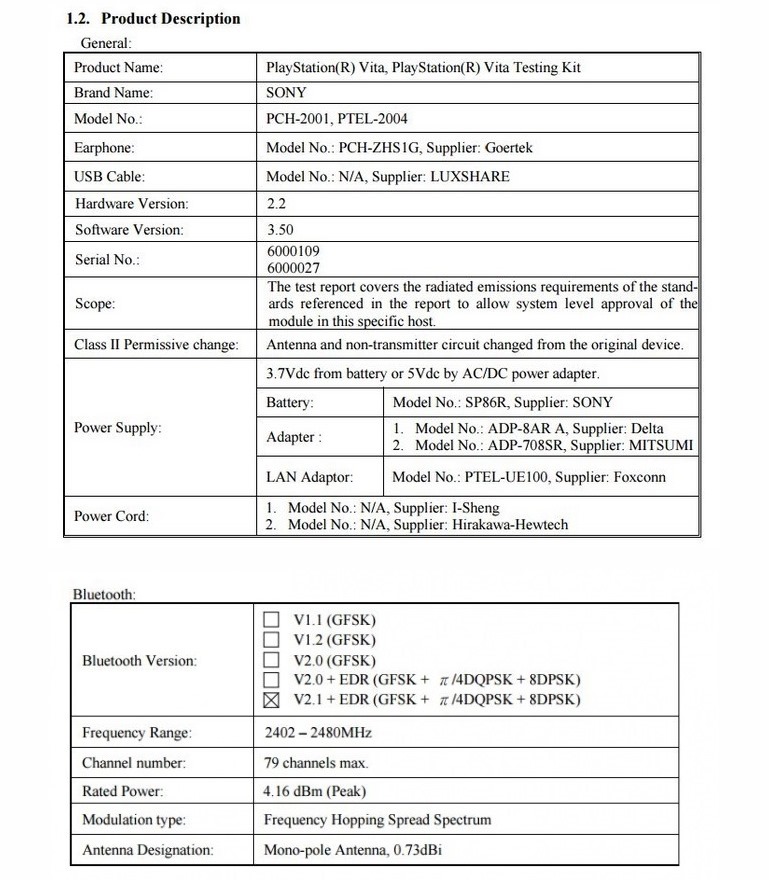 1.2. Product Description
General:
Product Name: PlayStation(R) Vita, PlayStation(R) Vita Testing Kit
Brand Name: SONY
Model No.: PCH-2001, PTEL-2004
Earphone: Model No.: PCH-ZHS1G, Supplier: Goertek
USB Cable: Model No.: N/A, Supplier: LUXSHARE
Hardware Version: 2.2
Software Version: 3.50
Serial No.: 6000109
6000027
Scope: The test report covers the radiated emissions requirements of the stand-
ards referenced in the report to allow system level approval of the
module in this specific host.
Class II Permissive change: Antenna and non-transmitter circuit changed from the original device.
Power Supply: 3.7Vdc from battery or 5Vdc by AC/DC power adapter.
Battery: Model No.: SP86R, Supplier: SONY
Adapter : 1. Model No.: ADP-8AR A, Supplier: Delta
2. Model No.: ADP-708SR, Supplier: MITSUMI
LAN Adaptor: Model No.: PTEL-UE100, Supplier: Foxconn
Power Cord: 1. Model No.: N/A, Supplier: I-Sheng
2. Model No.: N/A, Supplier: Hirakawa-Hewtech
Bluetooth:
Bluetooth Version: ☐ V1.1 (GFSK)
☐ V1.2 (GFSK)
☐ V2.0 (GFSK)
☐ V2.0 + EDR (GFSK + π/4DQPSK + 8DPSK)
☒ V2.1 + EDR (GFSK + π/4DQPSK + 8DPSK)
Frequency Range: 2402 – 2480MHz
Channel number: 79 channels max.
Rated Power: 4.16 dBm (Peak)
Modulation type: Frequency Hopping Spread Spectrum
Antenna Designation: Mono-pole Antenna, 0.73dBi